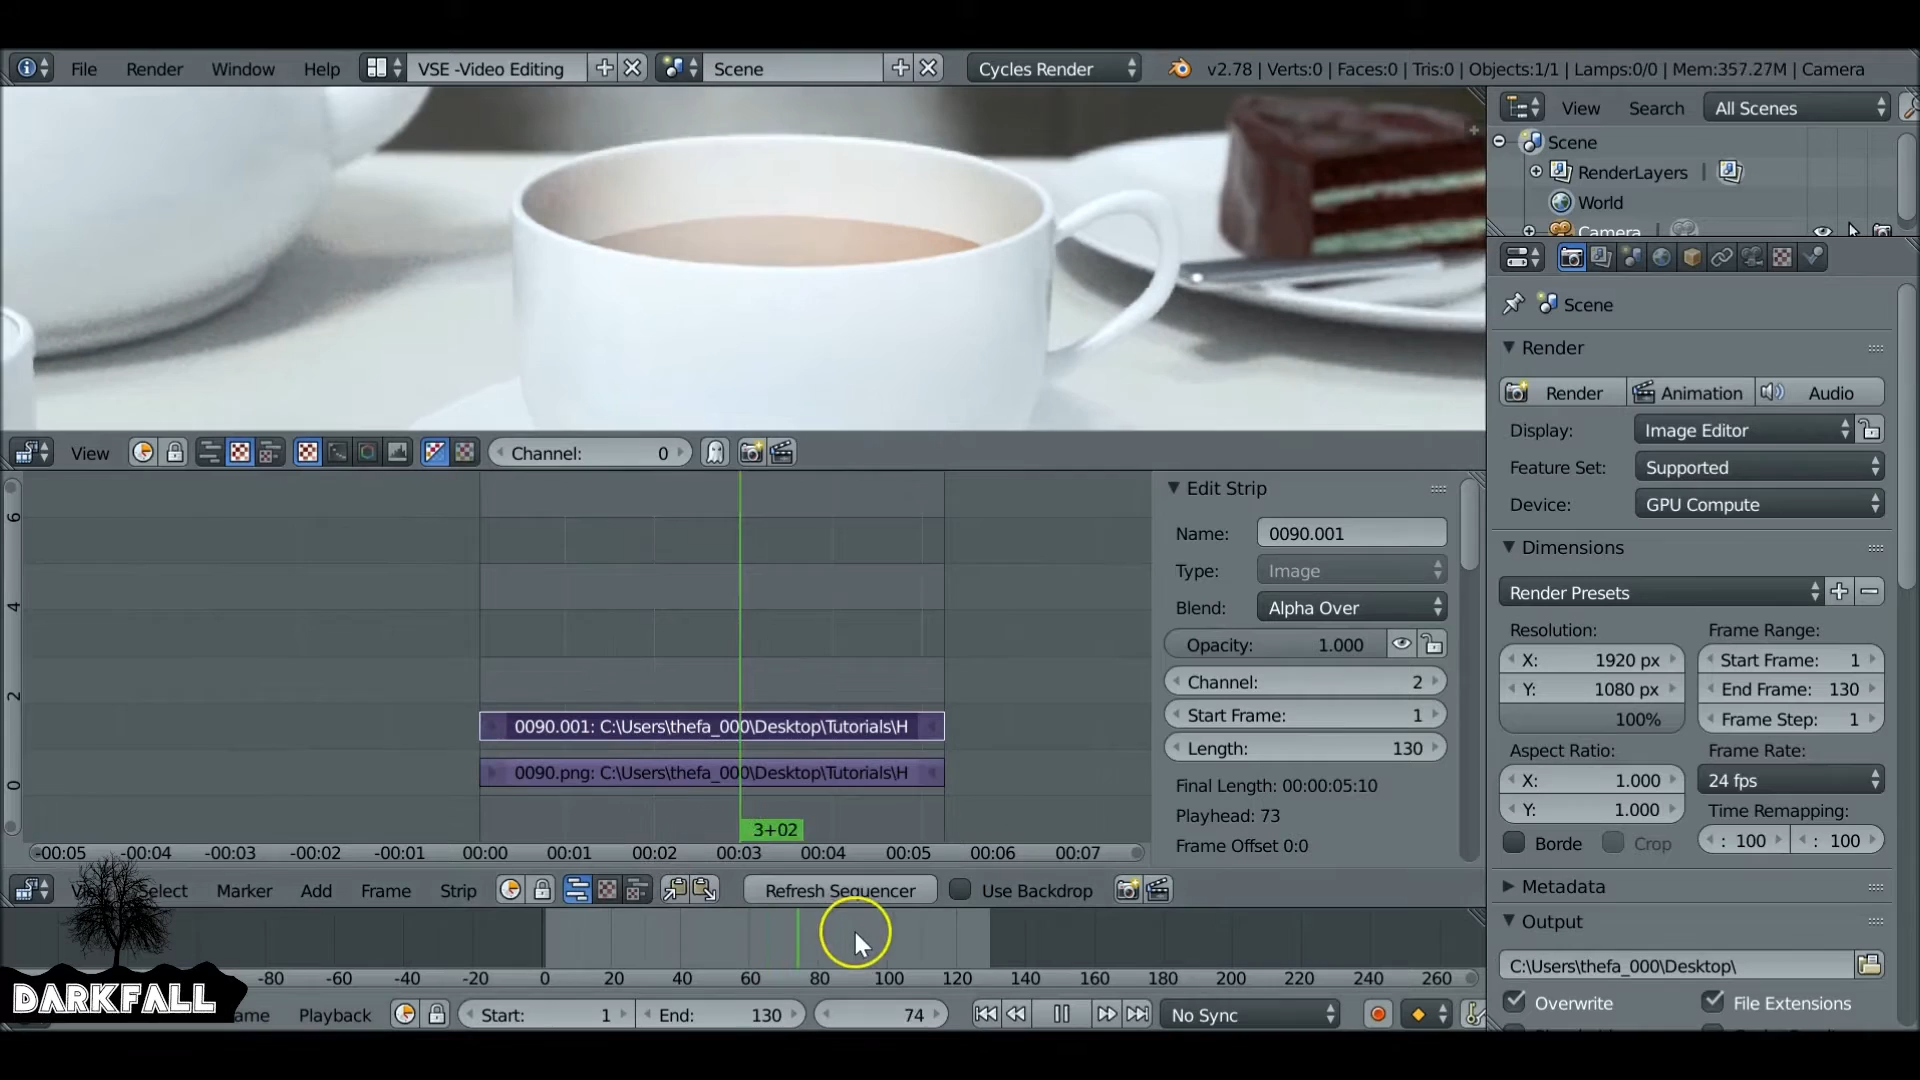 File Render Window Help VSE -Video Editing Scene Cycles Render v2.78 | Verts:0 | Faces:0 | Tris:0 | Objects:1/1 | Lamps:0/0 | Mem:357.27M | Camera
View Search All Scenes
Scene
RenderLayers
World
Camera
Scene
Render
Render Animation Audio
Display: Image Editor
Feature Set: Supported
Device: GPU Compute
Dimensions
Render Presets
Resolution: Frame Range:
X: 1920 px Start Frame: 1
Y: 1080 px End Frame: 130
100% Frame Step: 1
Aspect Ratio: Frame Rate:
X: 1.000 24 fps
Y: 1.000 Time Remapping:
Borde Crop : 100 : 100
Metadata
Output
C:\Users\thefa_000\Desktop\
Overwrite File Extensions
View Channel: 0
6
4
2
0
0090.001: C:\Users\thefa_000\Desktop\Tutorials\H
0090.png: C:\Users\thefa_000\Desktop\Tutorials\H
3+02
-00:05 -00:04 -00:03 -00:02 -00:01 00:00 00:01 00:02 00:03 00:04 00:05 00:06 00:07
Edit Strip
Name: 0090.001
Type: Image
Blend: Alpha Over
Opacity: 1.000
Channel: 2
Start Frame: 1
Length: 130
Final Length: 00:00:05:10
Playhead: 73
Frame Offset 0:0
Select Marker Add Frame Strip Refresh Sequencer Use Backdrop
-80 -60 -40 -20 0 20 40 60 80 100 120 140 160 180 200 220 240 260
Playback Start: 1 End: 130 74 No Sync
DARKFALL